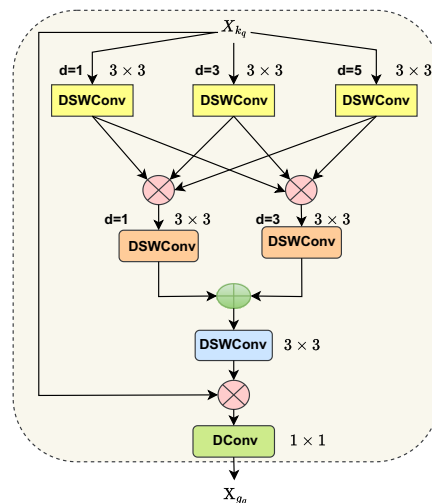 X_{k_q}
d=1 3 × 3 d=3 3 × 3 d=5 3 × 3
DSWConv DSWConv DSWConv
d=1 3 × 3 d=3 3 × 3
DSWConv DSWConv
DSWConv 3 × 3
DConv 1 × 1
X_{g_q}